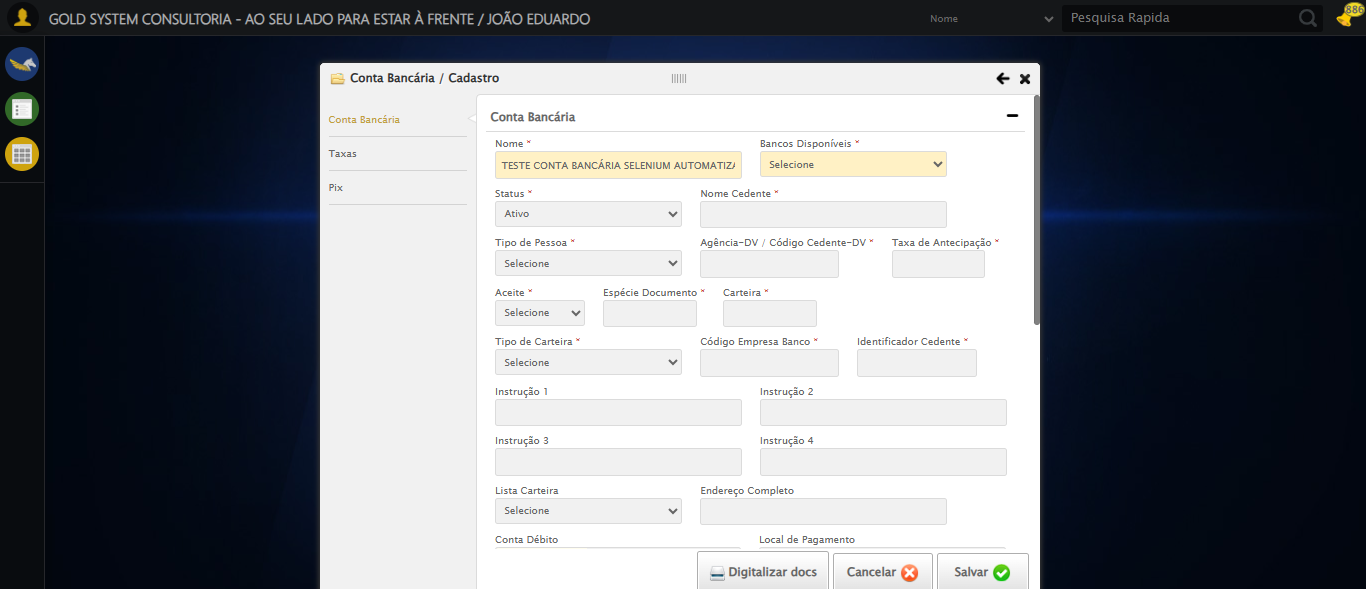 GOLD SYSTEM CONSULTORIA - AO SEU LADO PARA ESTAR À FRENTE / JOÃO EDUARDO
Nome
Pesquisa Rapida
886
Conta Bancária / Cadastro
Conta Bancária
Taxas
Pix
Conta Bancária
Nome * Bancos Disponíveis *
TESTE CONTA BANCÁRIA SELENIUM AUTOMATIZA Selecione
Status * Nome Cedente *
Ativo
Tipo de Pessoa * Agência-DV / Código Cedente-DV * Taxa de Antecipação *
Selecione
Aceite * Espécie Documento * Carteira *
Selecione
Tipo de Carteira * Código Empresa Banco * Identificador Cedente *
Selecione
Instrução 1 Instrução 2
Instrução 3 Instrução 4
Lista Carteira Endereço Completo
Selecione
Conta Débito Local de Pagamento
Digitalizar docs Cancelar Salvar